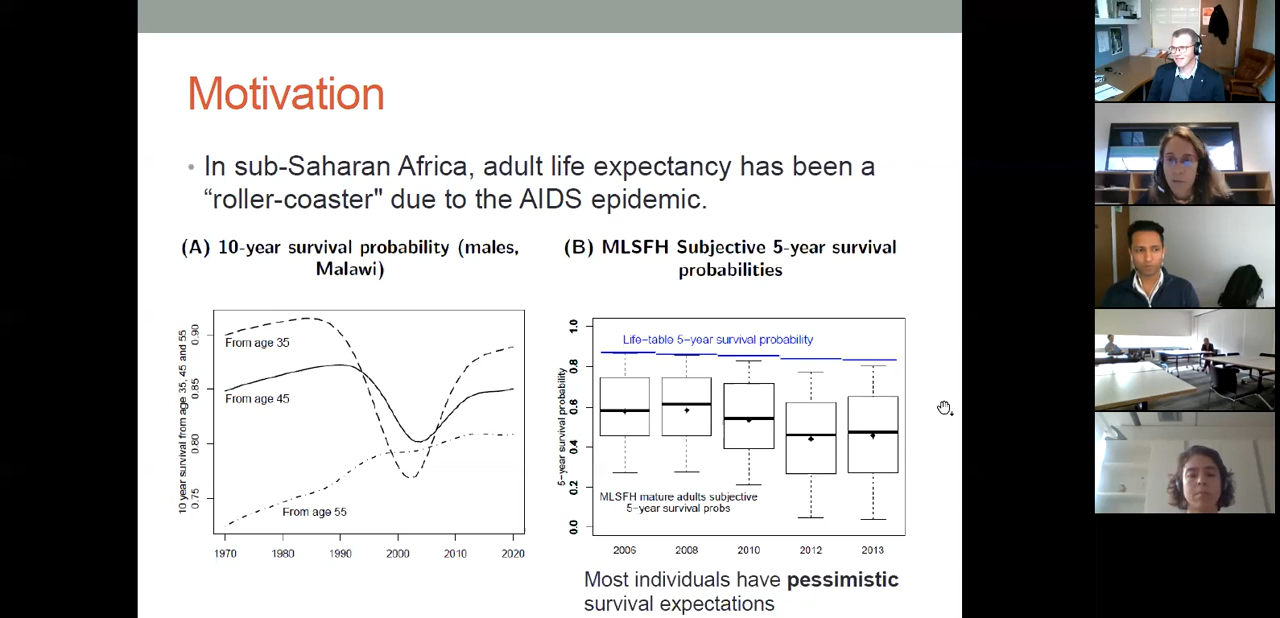 Motivation
• In sub-Saharan Africa, adult life expectancy has been a
“roller-coaster" due to the AIDS epidemic.
(A) 10-year survival probability (males,
Malawi)
10 year survival from age 35, 45 and 55
0.90
0.85
0.80
0.75
From age 35
From age 45
From age 55
1970 1980 1990 2000 2010 2020
(B) MLSFH Subjective 5-year survival
probabilities
5-year survival probability
1.0
0.8
0.6
0.4
0.2
0.0
Life-table 5-year survival probability
MLSFH mature adults subjective
5-year survival probs
2006 2008 2010 2012 2013
Most individuals have pessimistic
survival expectations